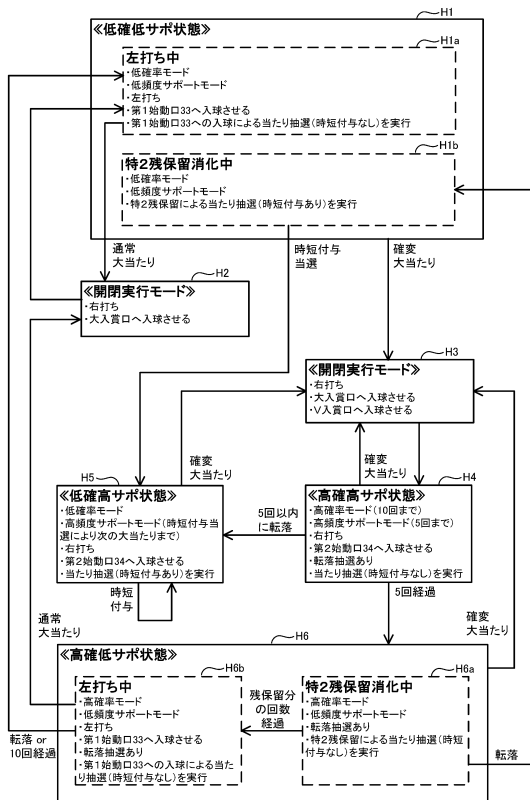 H1
≪低確低サポ状態≫
H1a
左打ち中
・低確率モード
・低頻度サポートモード
・左打ち
・第1始動口33へ入球させる
・第1始動口33への入球による当たり抽選(時短付与なし)を実行
H1b
特2残保留消化中
・低確率モード
・低頻度サポートモード
・特2残保留による当たり抽選(時短付与あり)を実行
通常
大当たり
時短付与
当選
確変
大当たり
H2
≪開閉実行モード≫
・右打ち
・大入賞口へ入球させる
H3
≪開閉実行モード≫
・右打ち
・大入賞口へ入球させる
・V入賞口へ入球させる
確変
大当たり
確変
大当たり
H5
≪低確高サポ状態≫
・低確率モード
・高頻度サポートモード(時短付与当
選により次の大当たりまで)
・右打ち
・第2始動口34へ入球させる
・当たり抽選(時短付与あり)を実行
5回以内
に転落
H4
≪高確高サポ状態≫
・高確率モード(10回まで)
・高頻度サポートモード(5回まで)
・右打ち
・第2始動口34へ入球させる
・転落抽選あり
・当たり抽選(時短付与なし)を実行
時短
付与
5回経過
通常
大当たり
確変
大当たり
H6
≪高確低サポ状態≫
H6b
左打ち中
・高確率モード
・低頻度サポートモード
・左打ち
・第1始動口33へ入球させる
・転落抽選あり
・第1始動口33への入球による当た
り抽選(時短付与なし)を実行
残保留分
の回数
経過
H6a
特2残保留消化中
・高確率モード
・低頻度サポートモード
・転落抽選あり
・特2残保留による当たり抽選(時短
付与なし)を実行
転落 or
10回経過
転落